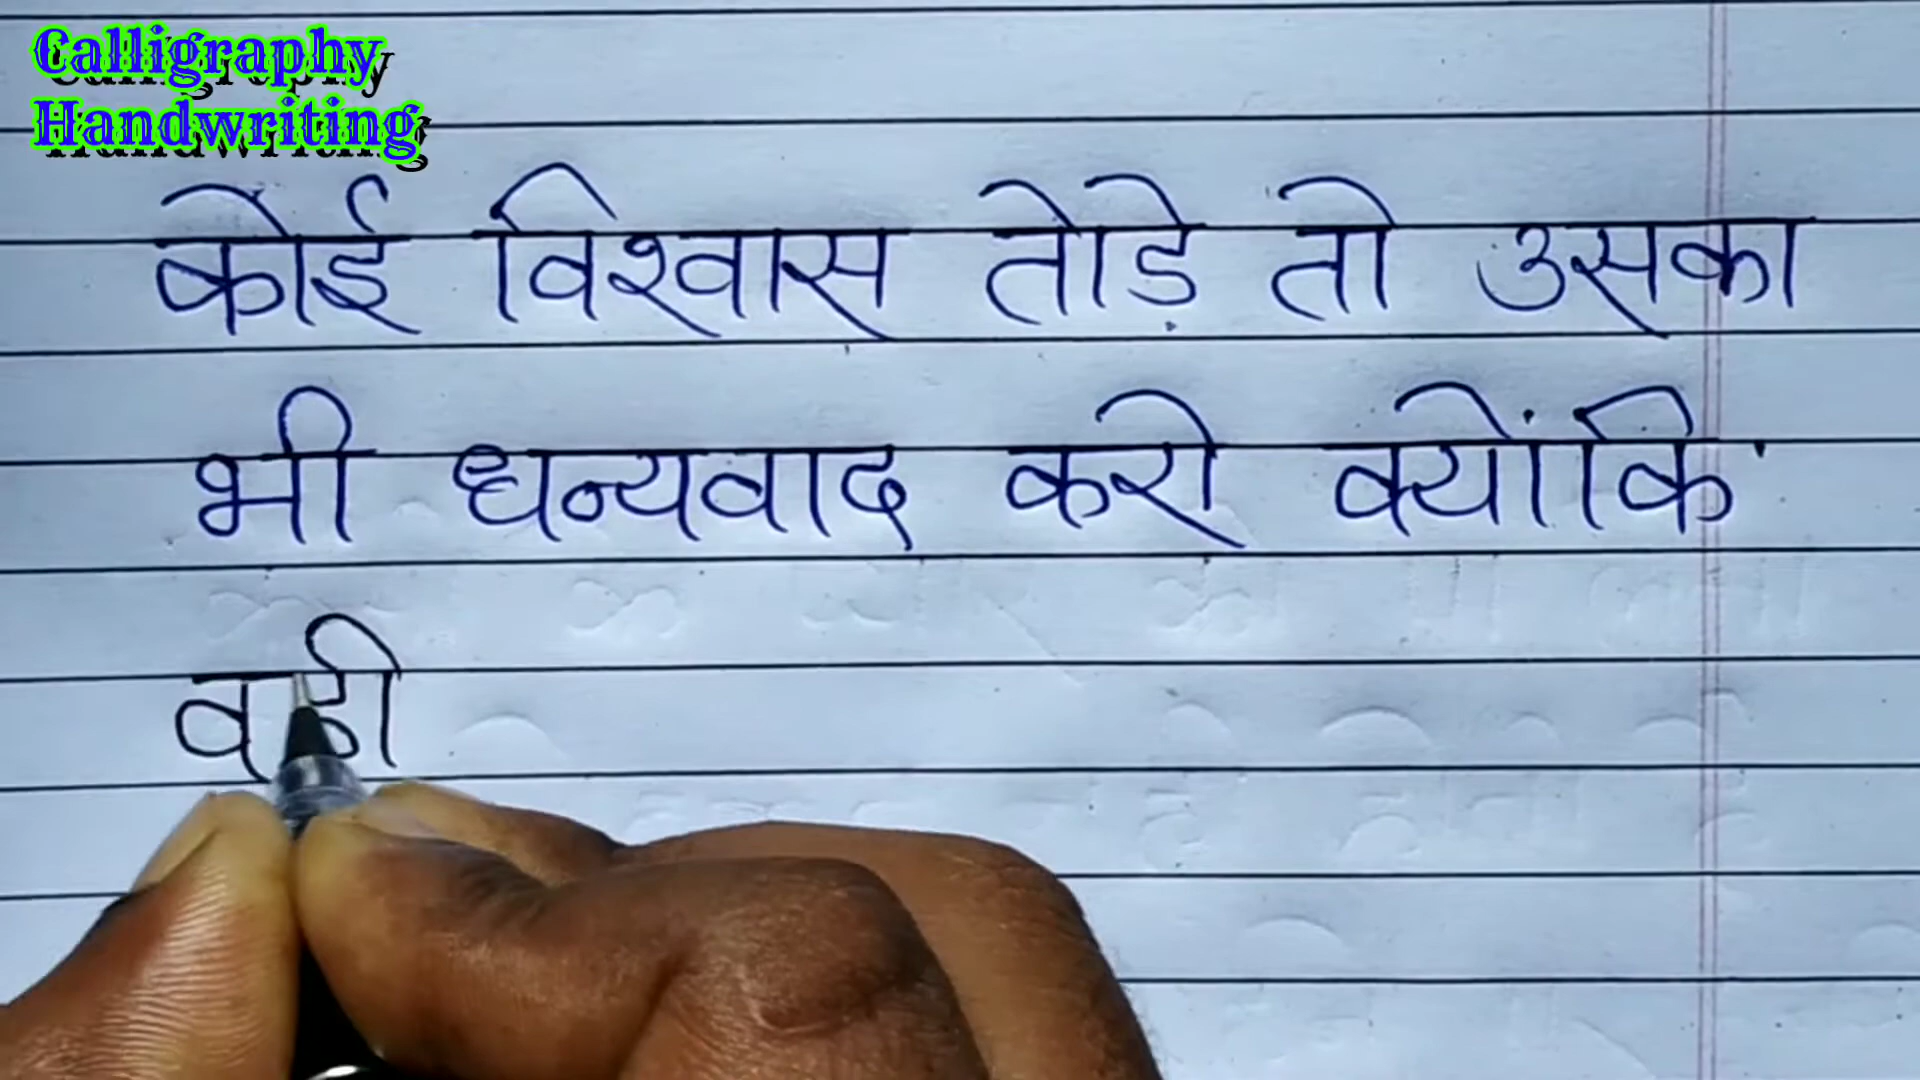 Calligraphy
Handwriting
कोई विश्वास तोड़े तो उसका
भी धन्यवाद करो क्योंकि
वही